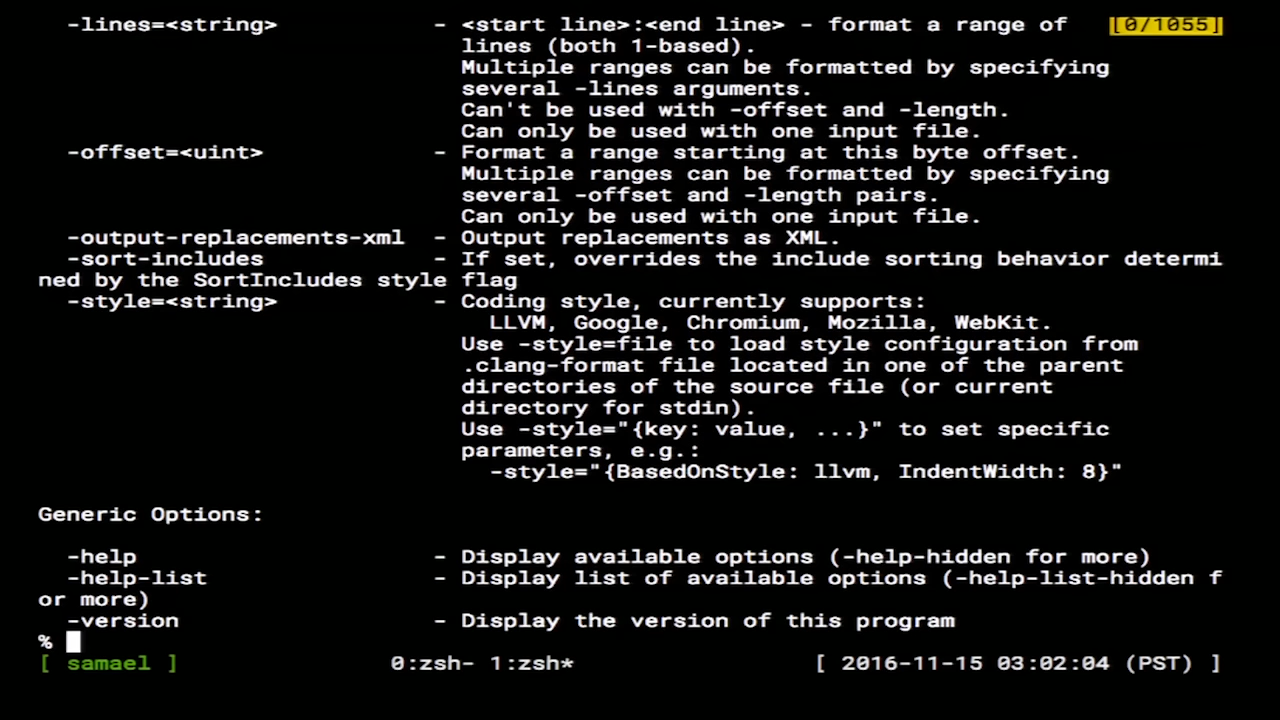 -lines=<string> - <start line>:<end line> - format a range of [0/1055]
lines (both 1-based).
Multiple ranges can be formatted by specifying
several -lines arguments.
Can't be used with -offset and -length.
Can only be used with one input file.
-offset=<uint> - Format a range starting at this byte offset.
Multiple ranges can be formatted by specifying
several -offset and -length pairs.
Can only be used with one input file.
-output-replacements-xml - Output replacements as XML.
-sort-includes - If set, overrides the include sorting behavior determi
ned by the SortIncludes style flag
-style=<string> - Coding style, currently supports:
LLVM, Google, Chromium, Mozilla, WebKit.
Use -style=file to load style configuration from
.clang-format file located in one of the parent
directories of the source file (or current
directory for stdin).
Use -style="{key: value, ...}" to set specific
parameters, e.g.:
-style="{BasedOnStyle: llvm, IndentWidth: 8}"
Generic Options:
-help - Display available options (-help-hidden for more)
-help-list - Display list of available options (-help-list-hidden f
or more)
-version - Display the version of this program
%
[ samael ] 0:zsh- 1:zsh* [ 2016-11-15 03:02:04 (PST) ]